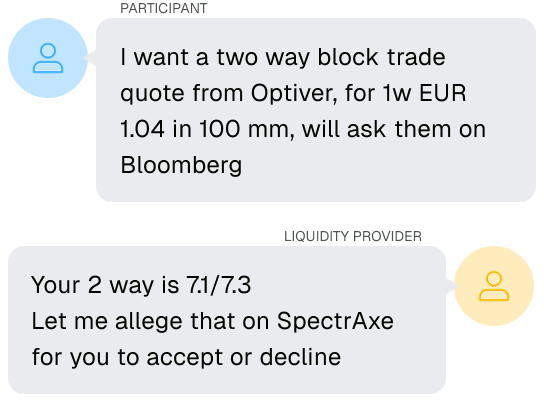 PARTICIPANT
I want a two way block trade
quote from Optiver, for 1w EUR
1.04 in 100 mm, will ask them on
Bloomberg
LIQUIDITY PROVIDER
Your 2 way is 7.1/7.3
Let me allege that on SpectrAxe
for you to accept or decline